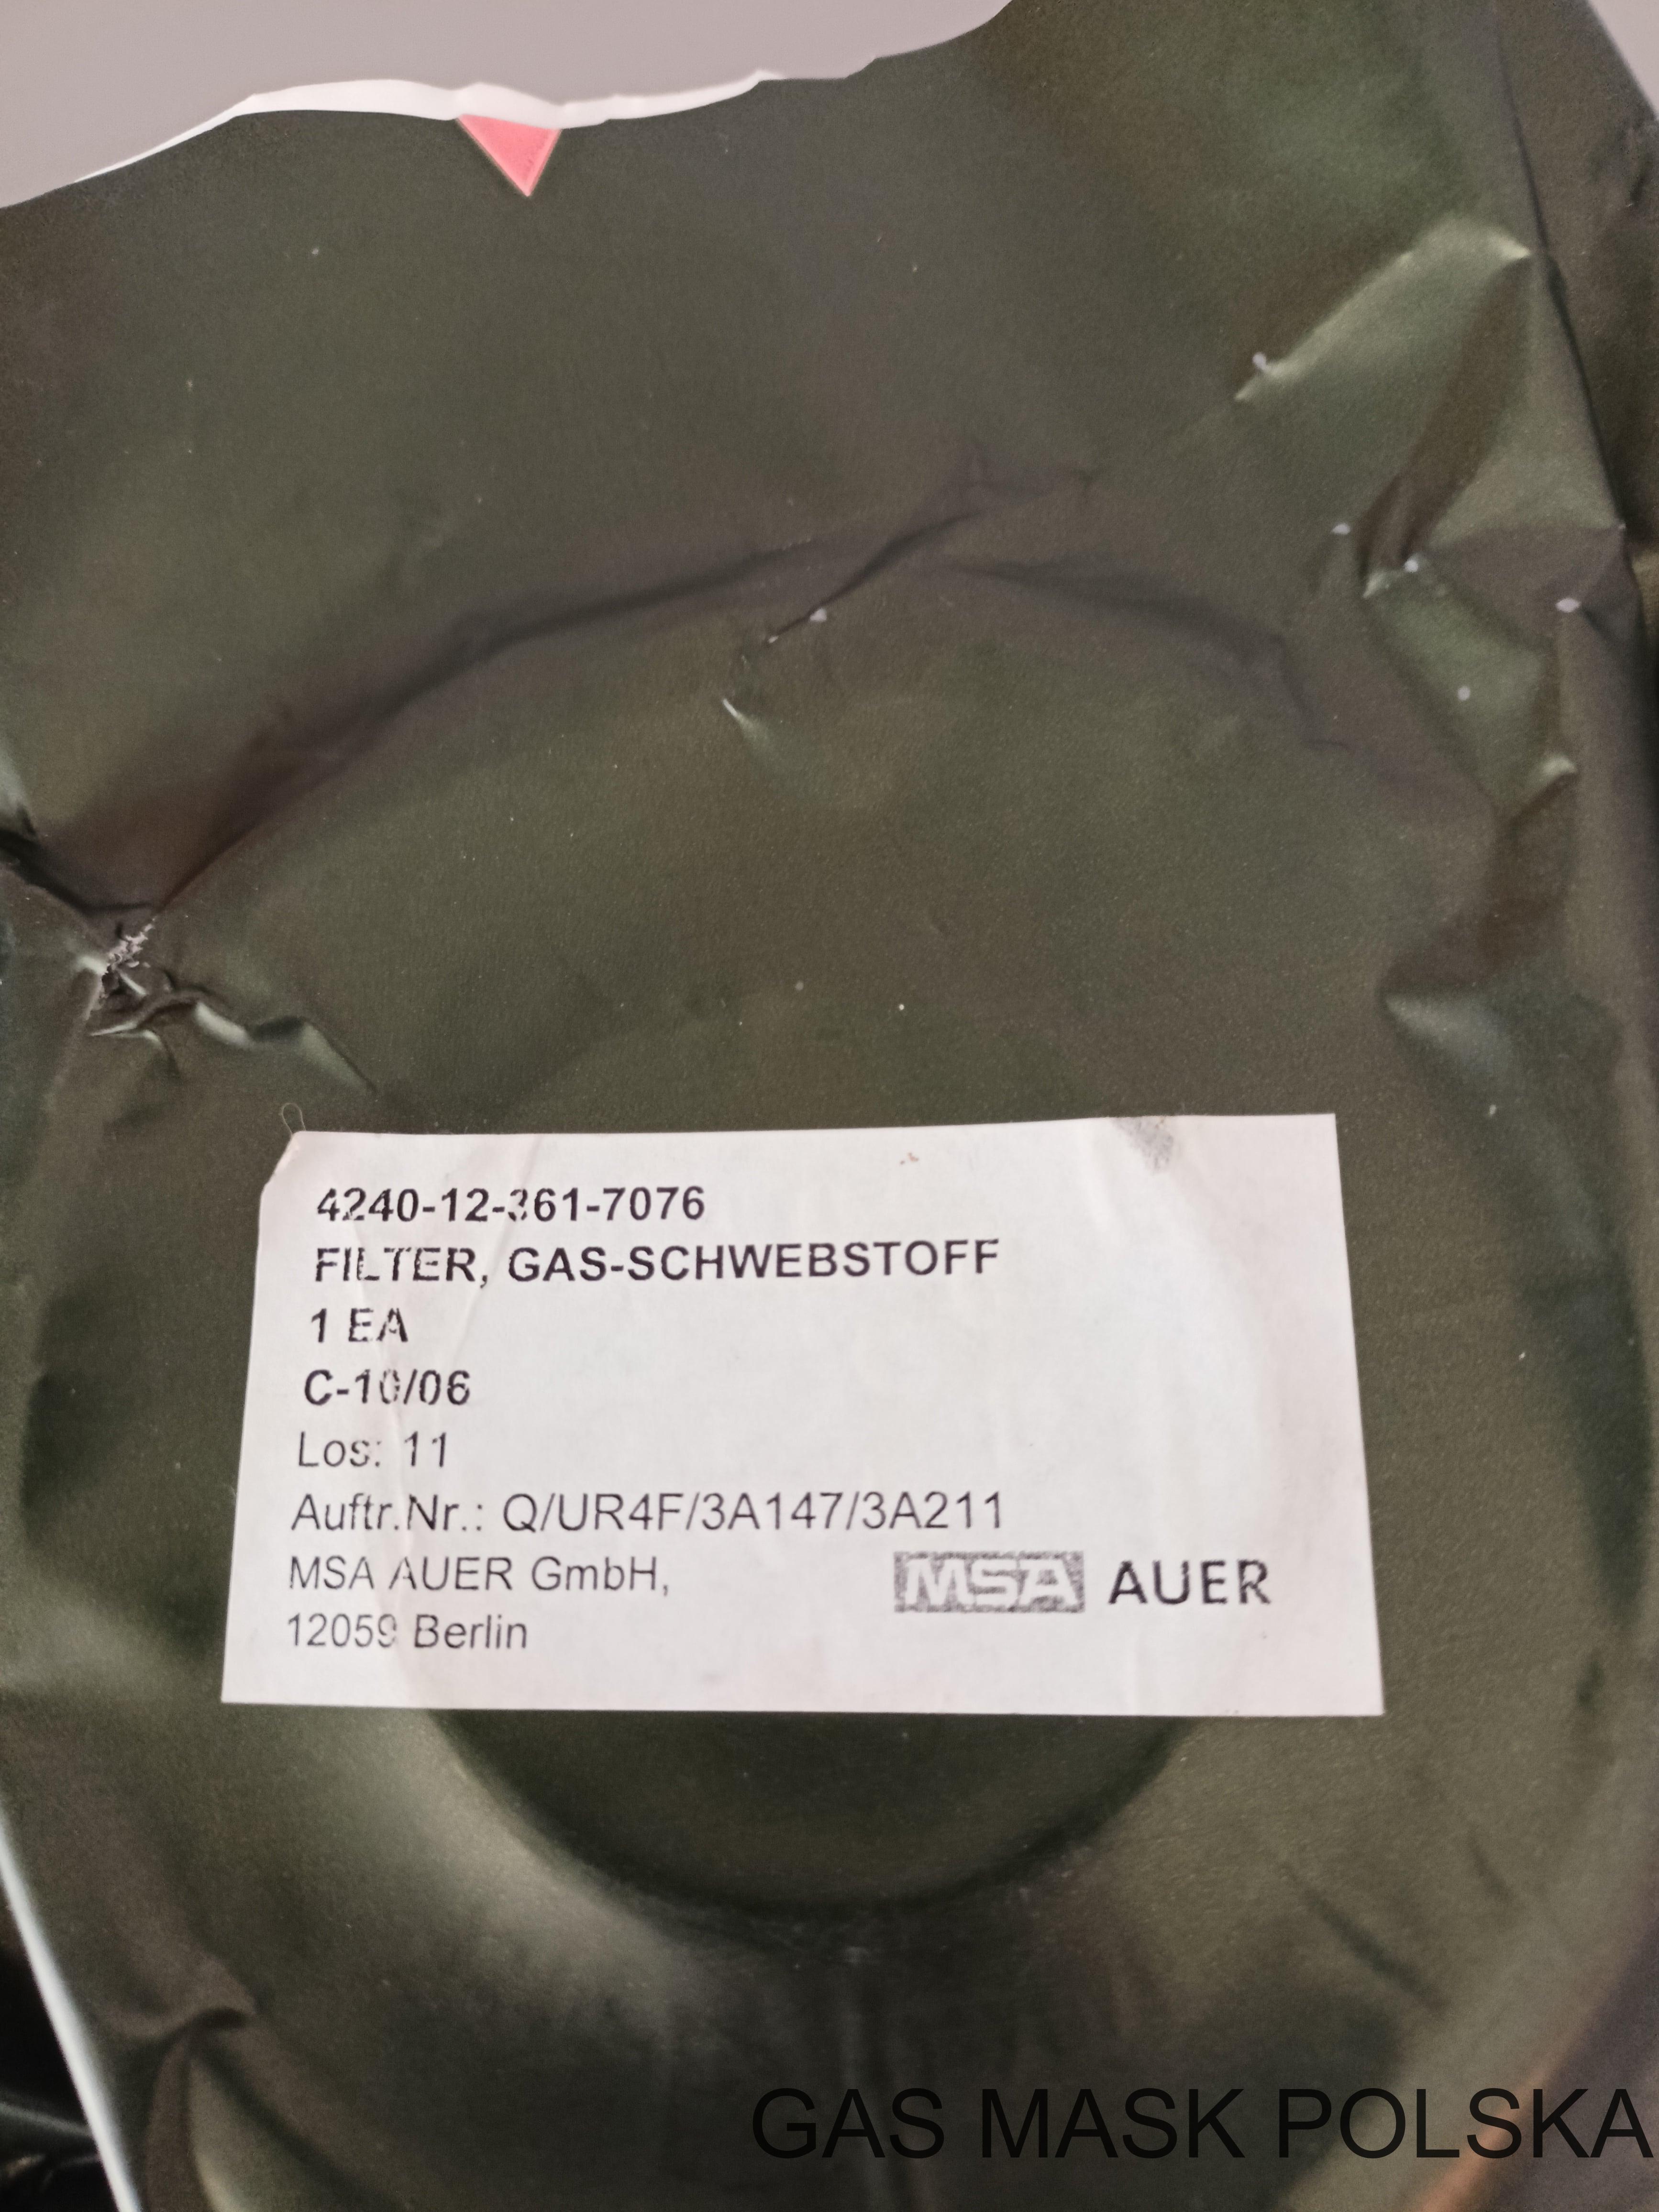 4240-12-361-7076
FILTER, GAS-SCHWEBSTOFF
1 EA
C-10/06
Los: 11
Auftr.Nr.: Q/UR4F/3A147/3A211
MSA AUER GmbH,
12059 Berlin
MSA AUER
GAS MASK POLSKA